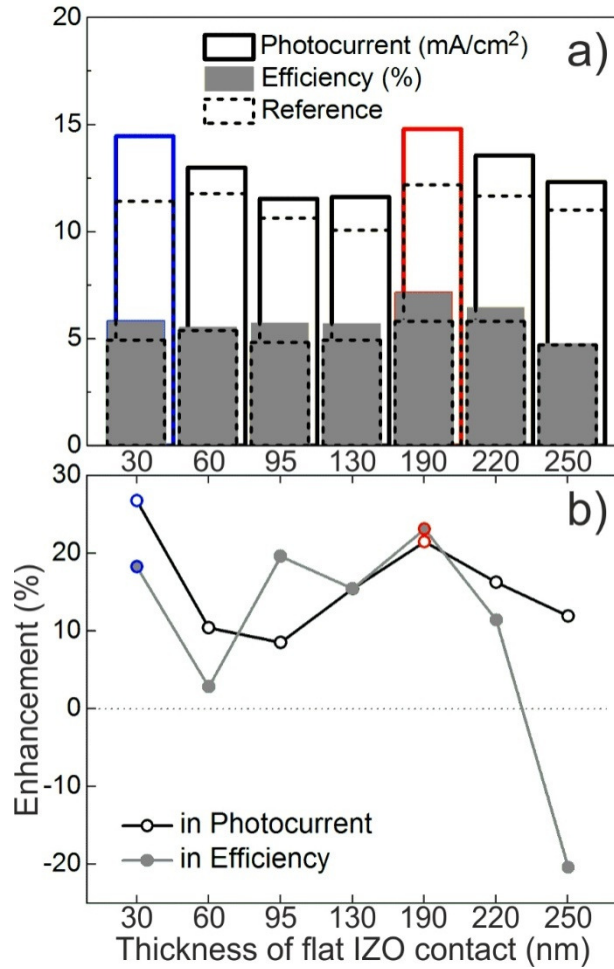 20
15
10
5
0
Photocurrent (mA/cm²)
Efficiency (%)
Reference
a)
30 60 95 130 190 220 250
30
20
10
0
-10
-20
Enhancement (%)
b)
in Photocurrent
in Efficiency
30 60 95 130 190 220 250
Thickness of flat IZO contact (nm)